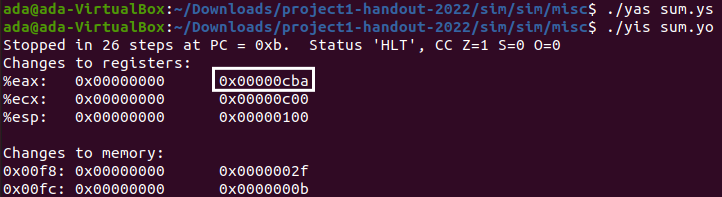 ada@ada-VirtualBox:~/Downloads/project1-handout-2022/sim/sim/misc$ ./yas sum.ys
ada@ada-VirtualBox:~/Downloads/project1-handout-2022/sim/sim/misc$ ./yis sum.yo
Stopped in 26 steps at PC = 0xb.  Status 'HLT', CC Z=1 S=0 O=0
Changes to registers:
%eax:   0x00000000      0x00000cba
%ecx:   0x00000000      0x00000c00
%esp:   0x00000000      0x00000100

Changes to memory:
0x00f8: 0x00000000      0x0000002f
0x00fc: 0x00000000      0x0000000b